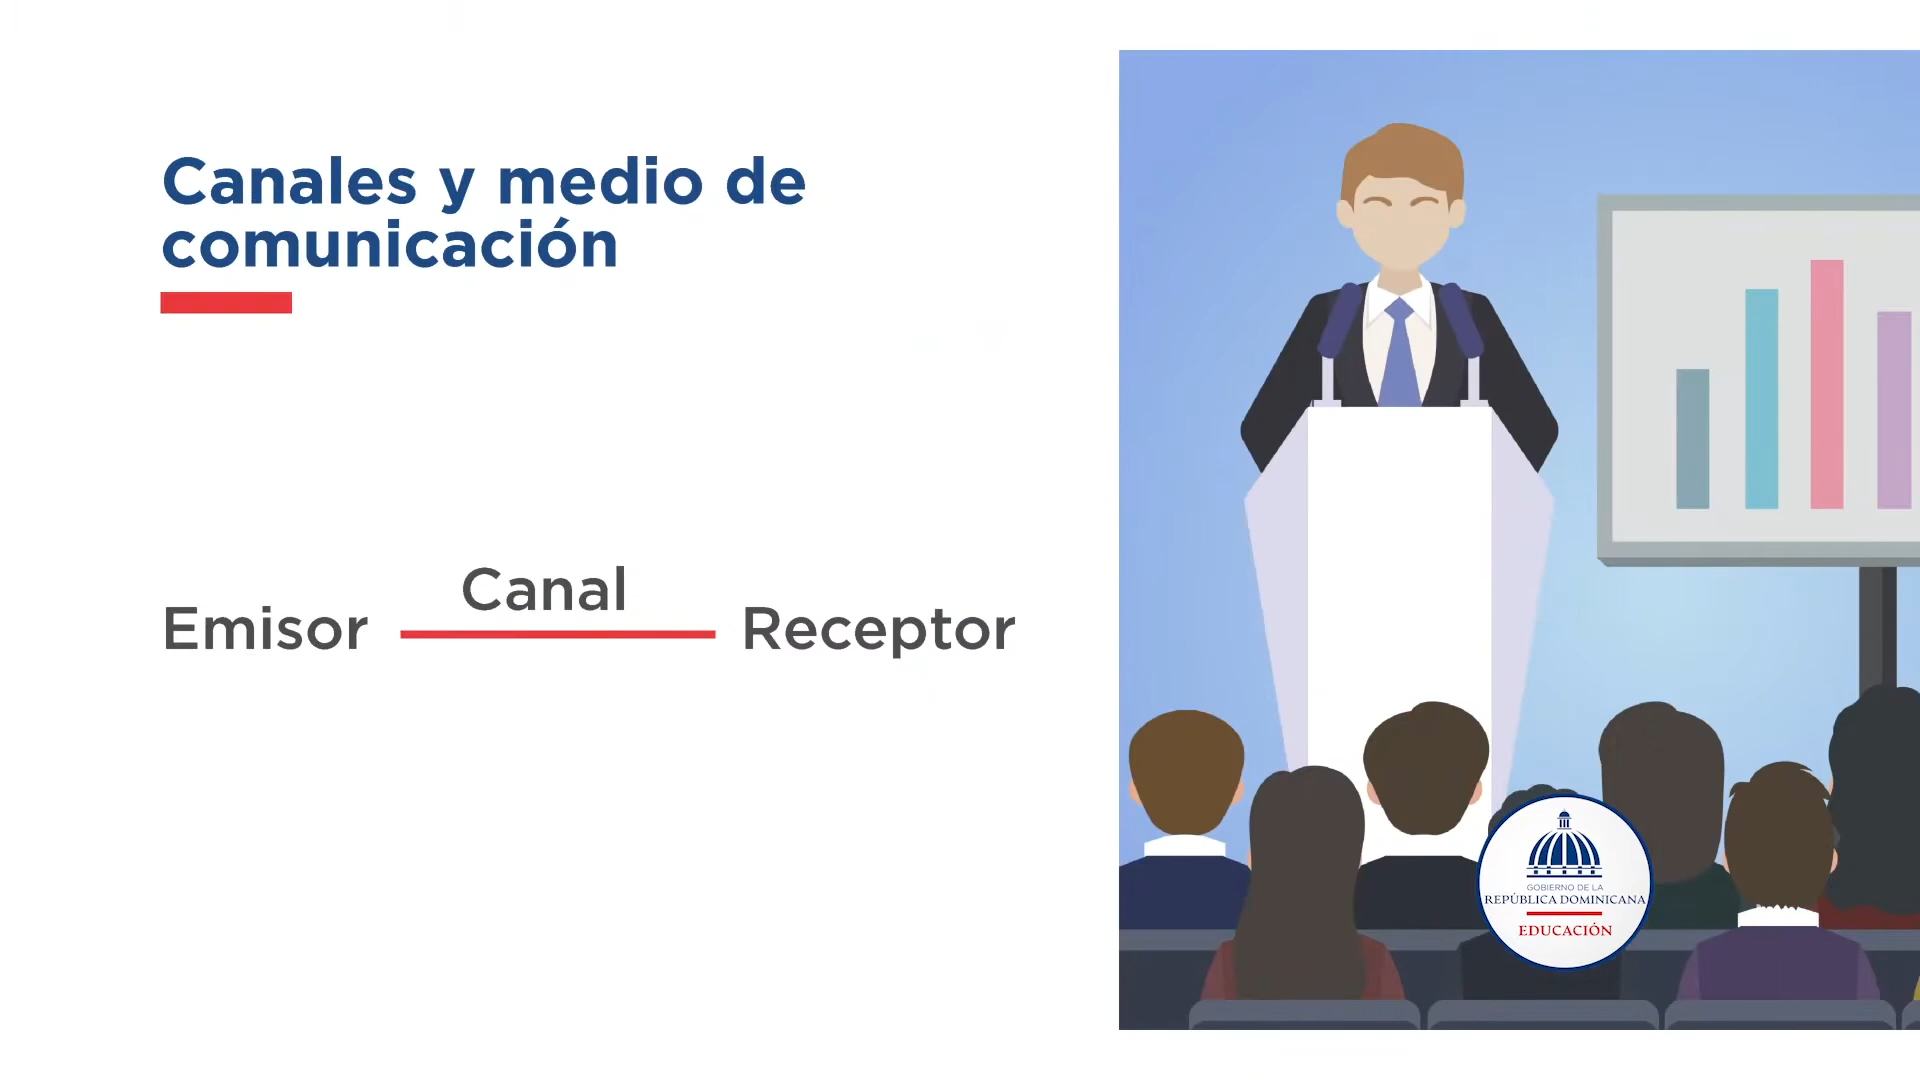 Canales y medio de
comunicación
Canal
Emisor
Receptor
GOBIERNO DE LA
REPÚBLICA DOMINICANA
EDUCACIÓN